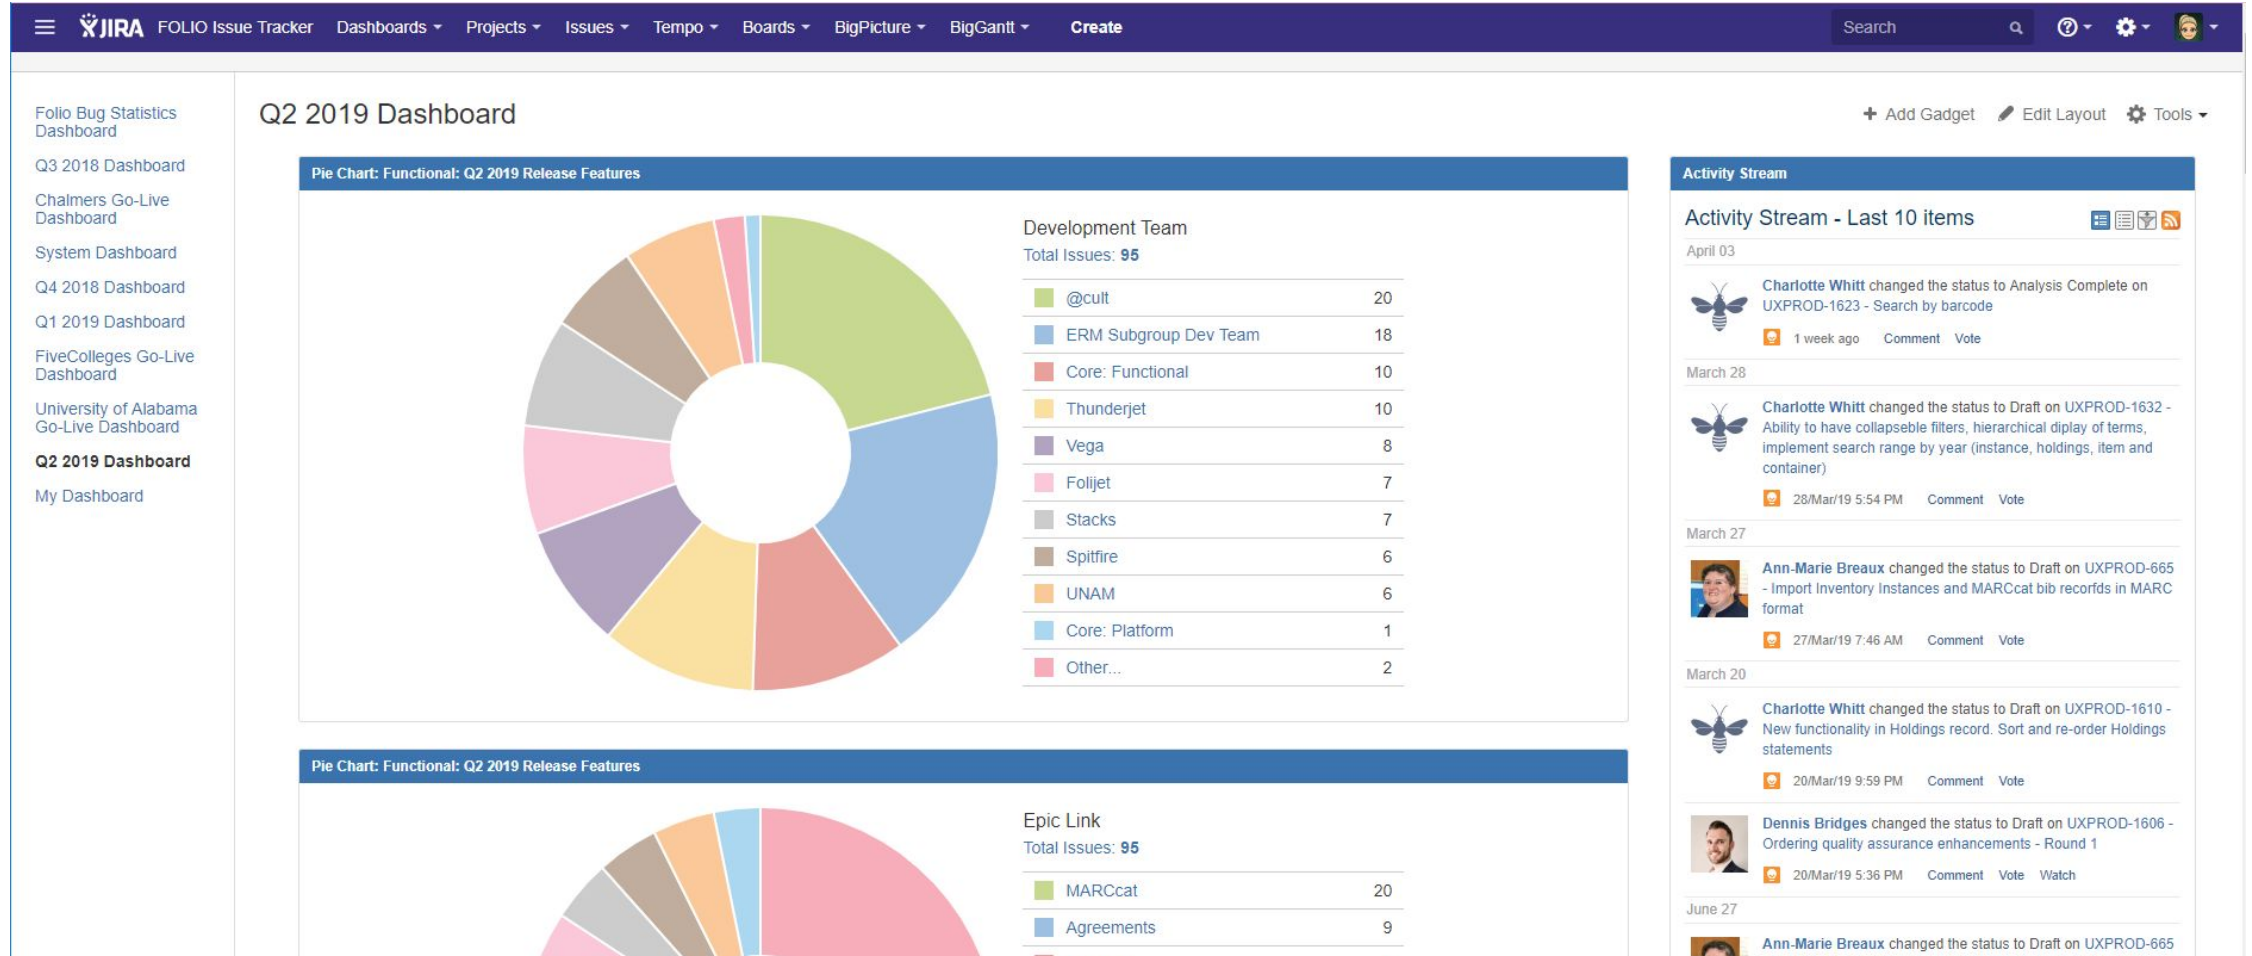 JIRA FOLIO Issue Tracker Dashboards Projects Issues Tempo Boards BigPicture BigGantt Create Search
Folio Bug Statistics
Dashboard
Q3 2018 Dashboard
Chalmers Go-Live
Dashboard
System Dashboard
Q4 2018 Dashboard
Q1 2019 Dashboard
FiveColleges Go-Live
Dashboard
University of Alabama
Go-Live Dashboard
Q2 2019 Dashboard
My Dashboard
Q2 2019 Dashboard
+ Add Gadget Edit Layout Tools
Pie Chart: Functional: Q2 2019 Release Features
Development Team
Total Issues: 95
@cult 20
ERM Subgroup Dev Team 18
Core: Functional 10
Thunderjet 10
Vega 8
Folijet 7
Stacks 7
Spitfire 6
UNAM 6
Core: Platform 1
Other... 2
Pie Chart: Functional: Q2 2019 Release Features
Epic Link
Total Issues: 95
MARCcat 20
Agreements 9
Activity Stream
Activity Stream - Last 10 items
April 03
Charlotte Whitt changed the status to Analysis Complete on
UXPROD-1623 - Search by barcode
1 week ago Comment Vote
March 28
Charlotte Whitt changed the status to Draft on UXPROD-1632 -
Ability to have collapseble filters, hierarchical diplay of terms,
implement search range by year (instance, holdings, item and
container)
28/Mar/19 5:54 PM Comment Vote
March 27
Ann-Marie Breaux changed the status to Draft on UXPROD-665
- Import Inventory Instances and MARCcat bib recorfds in MARC
format
27/Mar/19 7:46 AM Comment Vote
March 20
Charlotte Whitt changed the status to Draft on UXPROD-1610 -
New functionality in Holdings record. Sort and re-order Holdings
statements
20/Mar/19 9:59 PM Comment Vote
Dennis Bridges changed the status to Draft on UXPROD-1606 -
Ordering quality assurance enhancements - Round 1
20/Mar/19 5:36 PM Comment Vote Watch
June 27
Ann-Marie Breaux changed the status to Draft on UXPROD-665